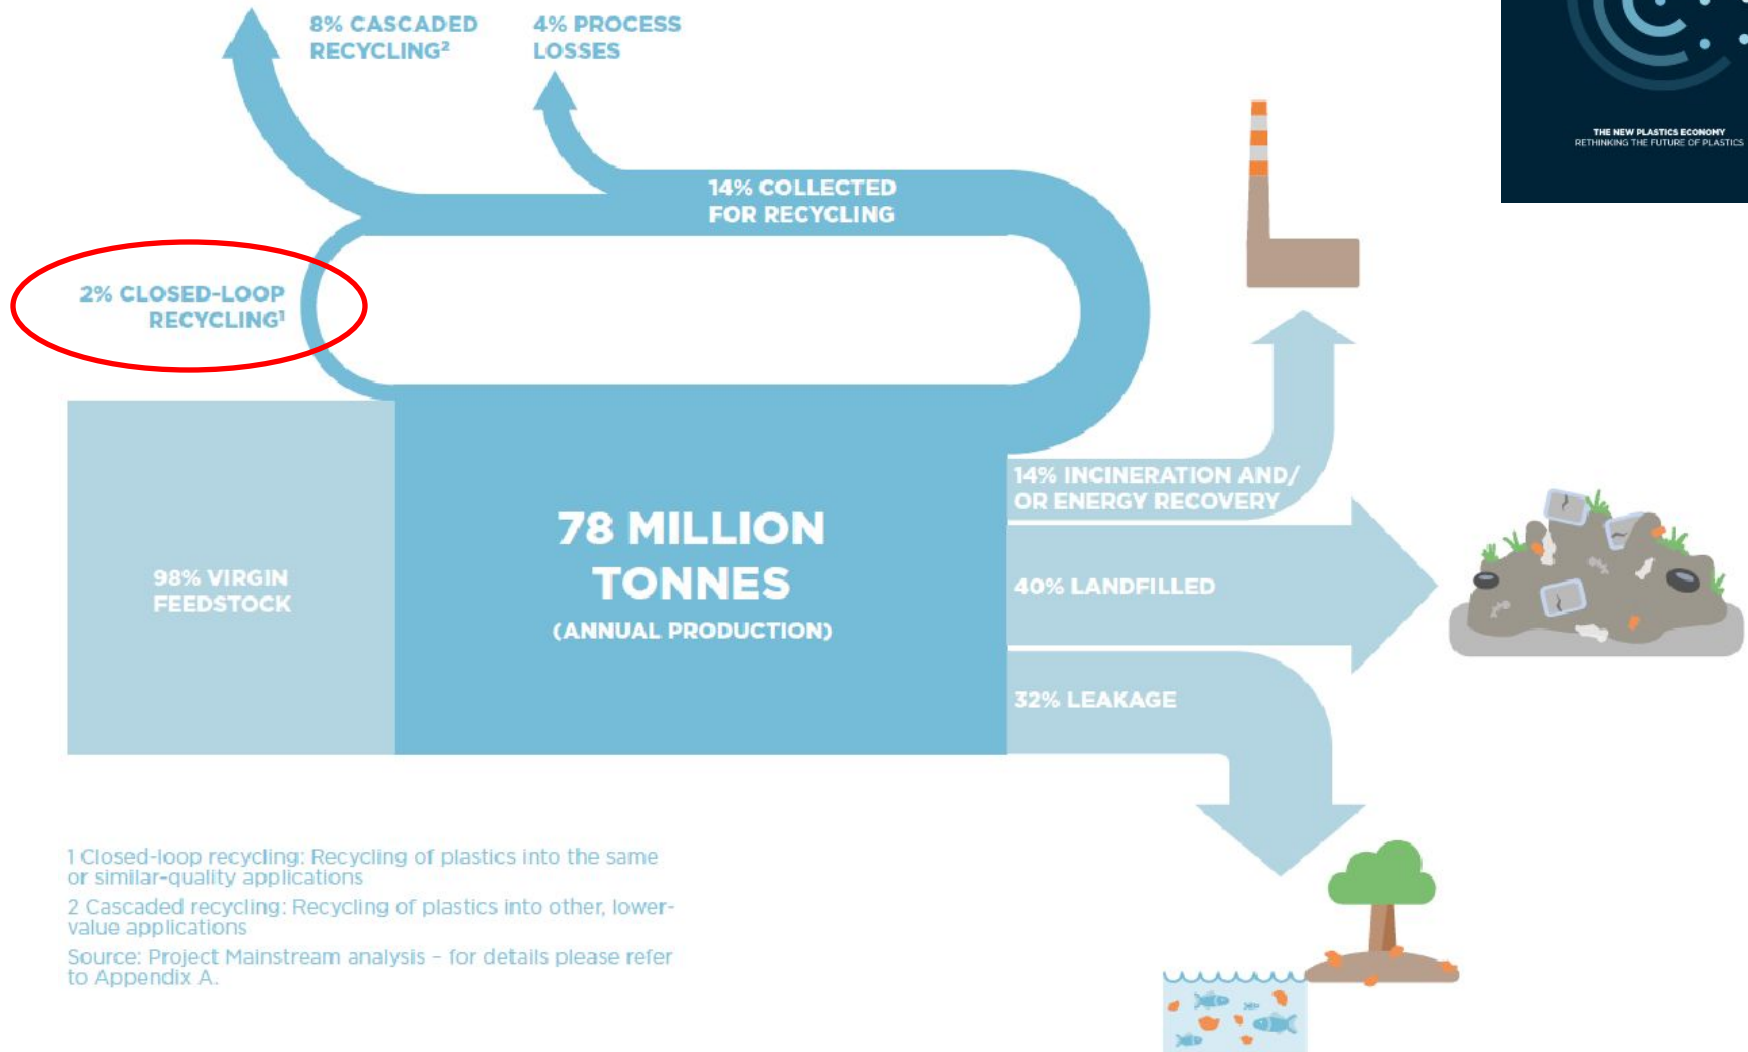 8% CASCADED
RECYCLING²
4% PROCESS
LOSSES
THE NEW PLASTICS ECONOMY
RETHINKING THE FUTURE OF PLASTICS
14% COLLECTED
FOR RECYCLING
2% CLOSED-LOOP
RECYCLING¹
14% INCINERATION AND/
OR ENERGY RECOVERY
78 MILLION
TONNES
(ANNUAL PRODUCTION)
98% VIRGIN
FEEDSTOCK
40% LANDFILLED
32% LEAKAGE
1 Closed-loop recycling: Recycling of plastics into the same
or similar-quality applications
2 Cascaded recycling: Recycling of plastics into other, lower-
value applications
Source: Project Mainstream analysis – for details please refer
to Appendix A.